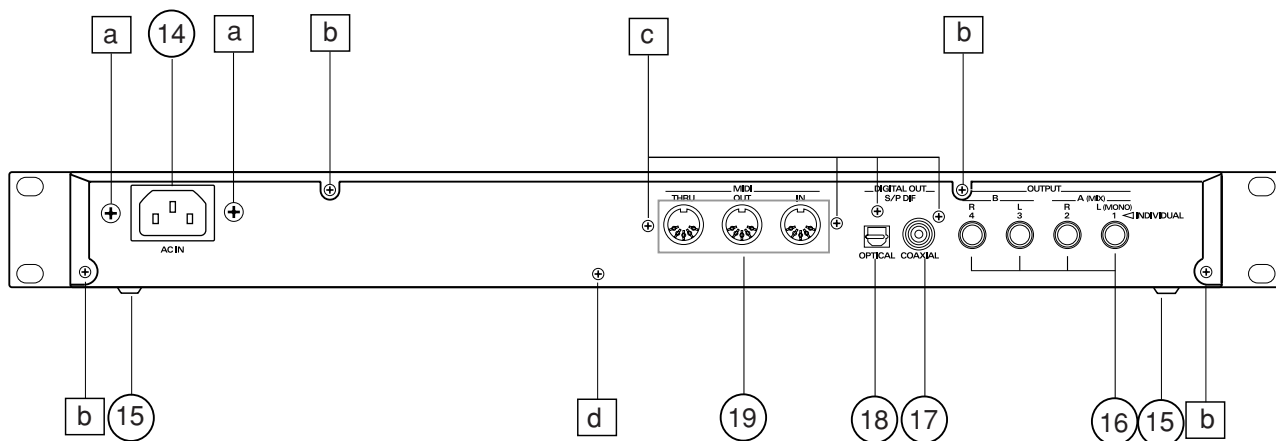 a 14 a b c b
MIDI
THRU OUT IN
DIGITAL OUT
S/P DIF
OPTICAL COAXIAL
OUTPUT
B A (MIX)
R L R L (MONO)
4 3 2 1 ◁ INDIVIDUAL
AC IN
b 15 d 19 18 17 16 15 b